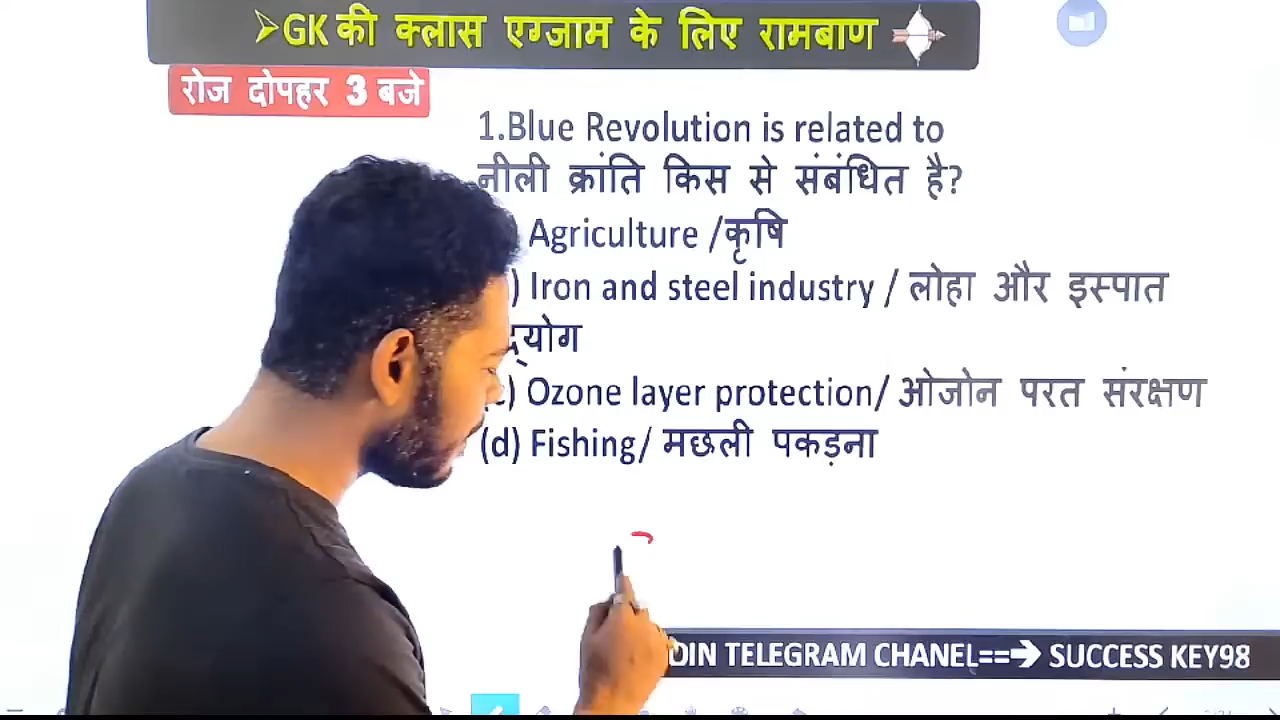 ➢GK की क्लास एग्जाम के लिए रामबाण
रोज दोपहर 3 बजे
1.Blue Revolution is related to
नीली क्रांति किस से संबंधित है?
) Agriculture /कृषि
) Iron and steel industry / लोहा और इस्पात
द्योग
c) Ozone layer protection/ ओजोन परत संरक्षण
(d) Fishing/ मछली पकड़ना
OIN TELEGRAM CHANEL==➔ SUCCESS KEY98